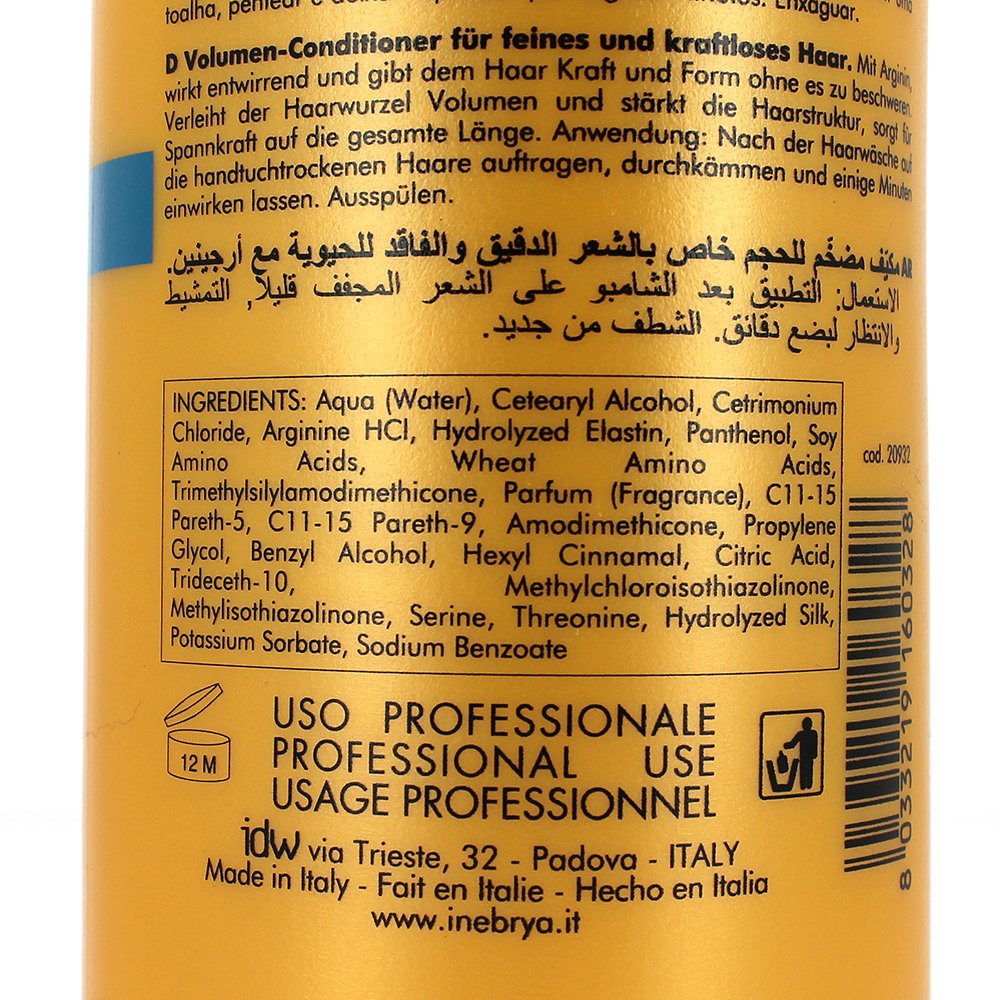 toalha, pentear e
Enxaguar.
D Volumen-Conditioner für feines und kraftloses Haar. Mit Arginin,
wirkt entwirrend und gibt dem Haar Kraft und Form ohne es zu beschweren.
Verleiht der Haarwurzel Volumen und stärkt die Haarstruktur, sorgt für
Spannkraft auf die gesamte Länge. Anwendung: Nach der Haarwäsche auf
die handtuchtrockenen Haare auftragen, durchkämmen und einige Minuten
einwirken lassen. Ausspülen.
AR مكيّف مضخّم للحجم خاص بالشعر الدقيق والفاقد للحيوية مع أرجينين.
الاستعمال: التطبيق بعد الشامبو على الشعر المجفف قليلا, التمشيط
والانتظار لبضع دقائق. الشطف من جديد.
INGREDIENTS: Aqua (Water), Cetearyl Alcohol, Cetrimonium
Chloride, Arginine HCl, Hydrolyzed Elastin, Panthenol, Soy
Amino Acids, Wheat Amino Acids,
Trimethylsilylamodimethicone, Parfum (Fragrance), C11-15
Pareth-5, C11-15 Pareth-9, Amodimethicone, Propylene
Glycol, Benzyl Alcohol, Hexyl Cinnamal, Citric Acid,
Trideceth-10, Methylchloroisothiazolinone,
Methylisothiazolinone, Serine, Threonine, Hydrolyzed Silk,
Potassium Sorbate, Sodium Benzoate
cod. 20932
8 033219 160328
12 M
USO PROFESSIONALE
PROFESSIONAL USE
USAGE PROFESSIONNEL
idw via Trieste, 32 - Padova - ITALY
Made in Italy - Fait en Italie - Hecho en Italia
www.inebrya.it